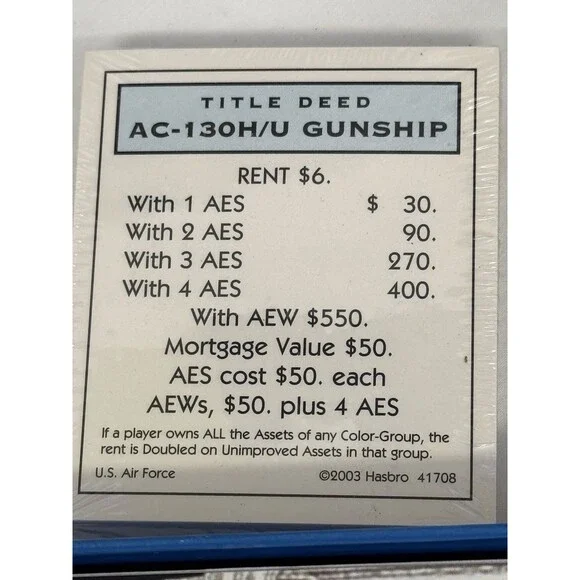 TITLE DEED
AC-130H/U GUNSHIP
RENT $6.
With 1 AES $ 30.
With 2 AES 90.
With 3 AES 270.
With 4 AES 400.
With AEW $550.
Mortgage Value $50.
AES cost $50. each
AEWs, $50. plus 4 AES
If a player owns ALL the Assets of any Color-Group, the
rent is Doubled on Unimproved Assets in that group.
U.S. Air Force ©2003 Hasbro 41708